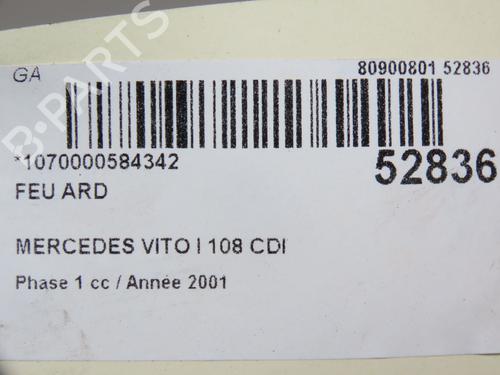 GA
80900801 52836
*1070000584342
52836
FEU ARD
MERCEDES VITO I 108 CDI
Phase 1 cc / Année 2001
B-PARTS